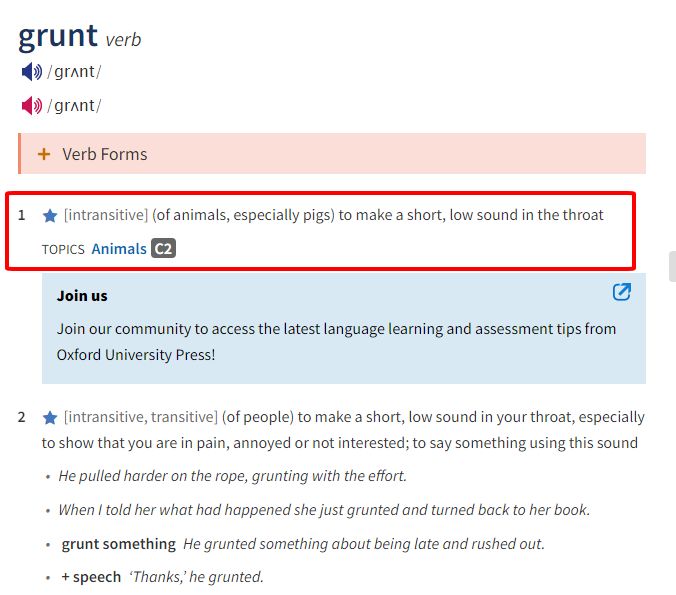 grunt verb
/ɡrʌnt/
/ɡrʌnt/
+ Verb Forms
1 ★ [intransitive] (of animals, especially pigs) to make a short, low sound in the throat
TOPICS Animals C2
Join us
Join our community to access the latest language learning and assessment tips from
Oxford University Press!
2 ★ [intransitive, transitive] (of people) to make a short, low sound in your throat, especially
to show that you are in pain, annoyed or not interested; to say something using this sound
• He pulled harder on the rope, grunting with the effort.
• When I told her what had happened she just grunted and turned back to her book.
• grunt something He grunted something about being late and rushed out.
• + speech ‘Thanks,’ he grunted.